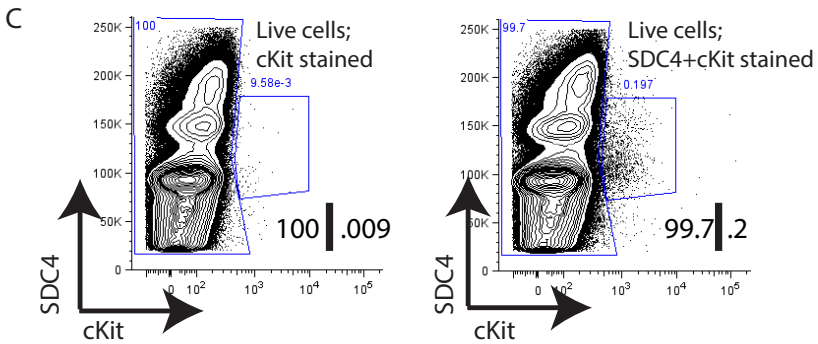 C
Live cells;
cKit stained
100
9.58e-3
250K
200K
150K
100K
50K
0
100 .009
0 10^2 10^3 10^4 10^5
SDC4
cKit
Live cells;
SDC4+cKit stained
99.7
0.197
250K
200K
150K
100K
50K
0
99.7 .2
0 10^2 10^3 10^4 10^5
SDC4
cKit